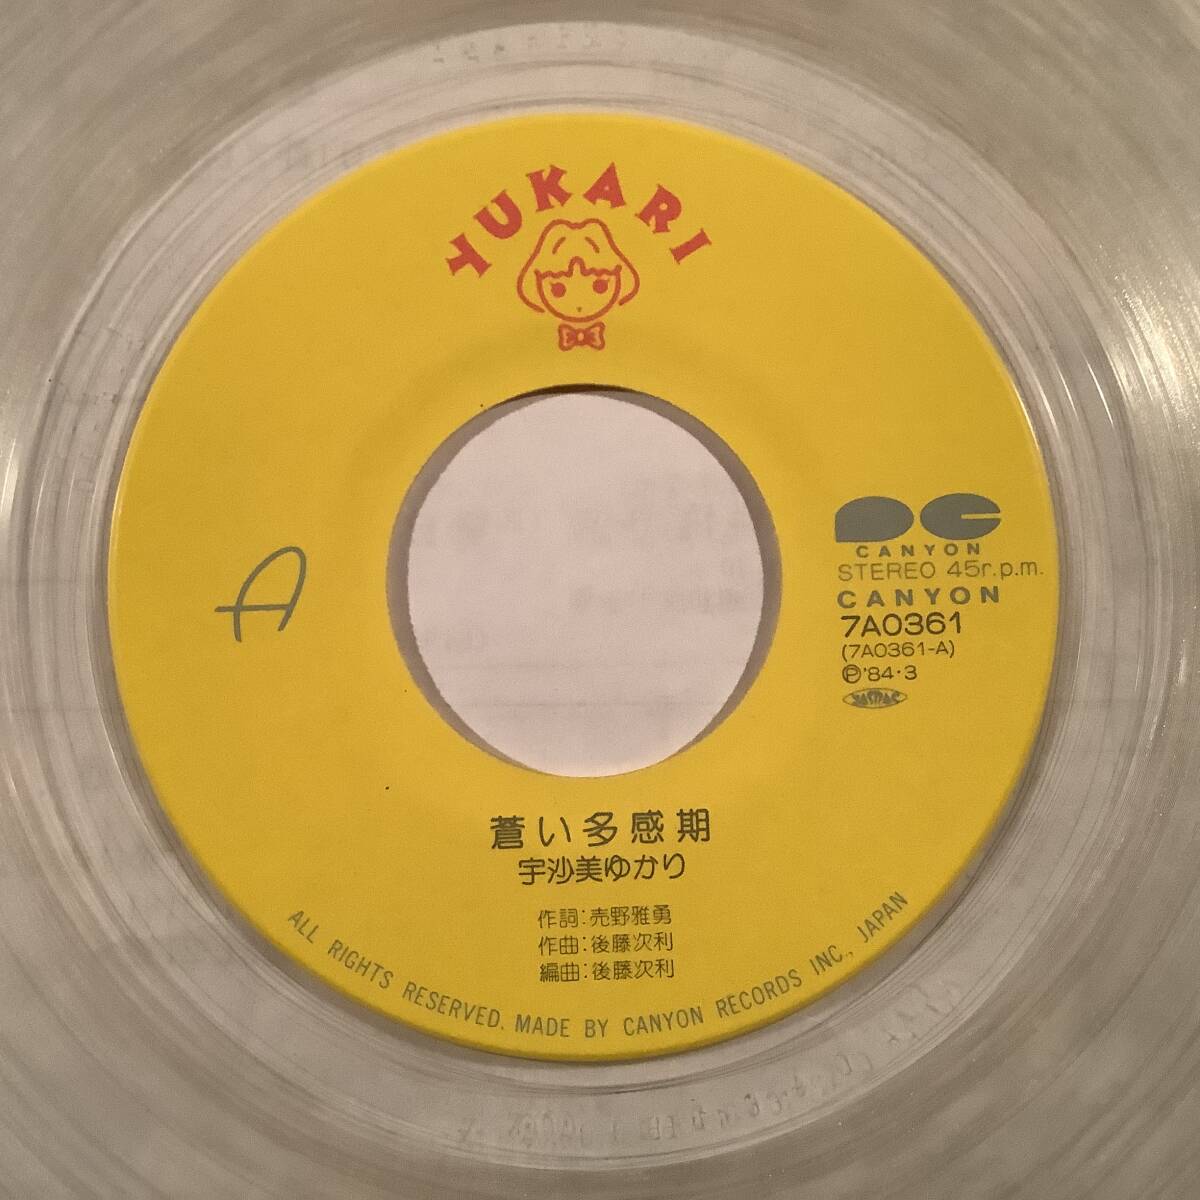 YUKARI
A
CANYON
STEREO 45r.p.m.
CANYON
7A0361
(7A0361-A)
Ⓟ'84・3
JASRAC
蒼い多感期
宇沙美ゆかり
作詞:売野雅勇
作曲:後藤次利
編曲:後藤次利
ALL RIGHTS RESERVED. MADE BY CANYON RECORDS INC., JAPAN